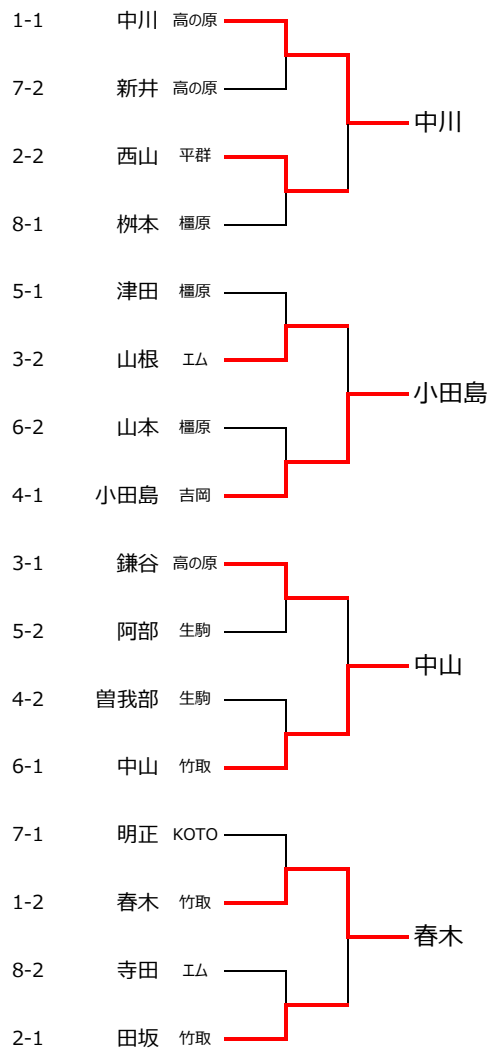 1-1 中川 高の原
7-2 新井 高の原
中川
2-2 西山 平群
8-1 桝本 橿原
5-1 津田 橿原
3-2 山根 エム
小田島
6-2 山本 橿原
4-1 小田島 吉岡
3-1 鎌谷 高の原
5-2 阿部 生駒
中山
4-2 曽我部 生駒
6-1 中山 竹取
7-1 明正 KOTO
1-2 春木 竹取
春木
8-2 寺田 エム
2-1 田坂 竹取